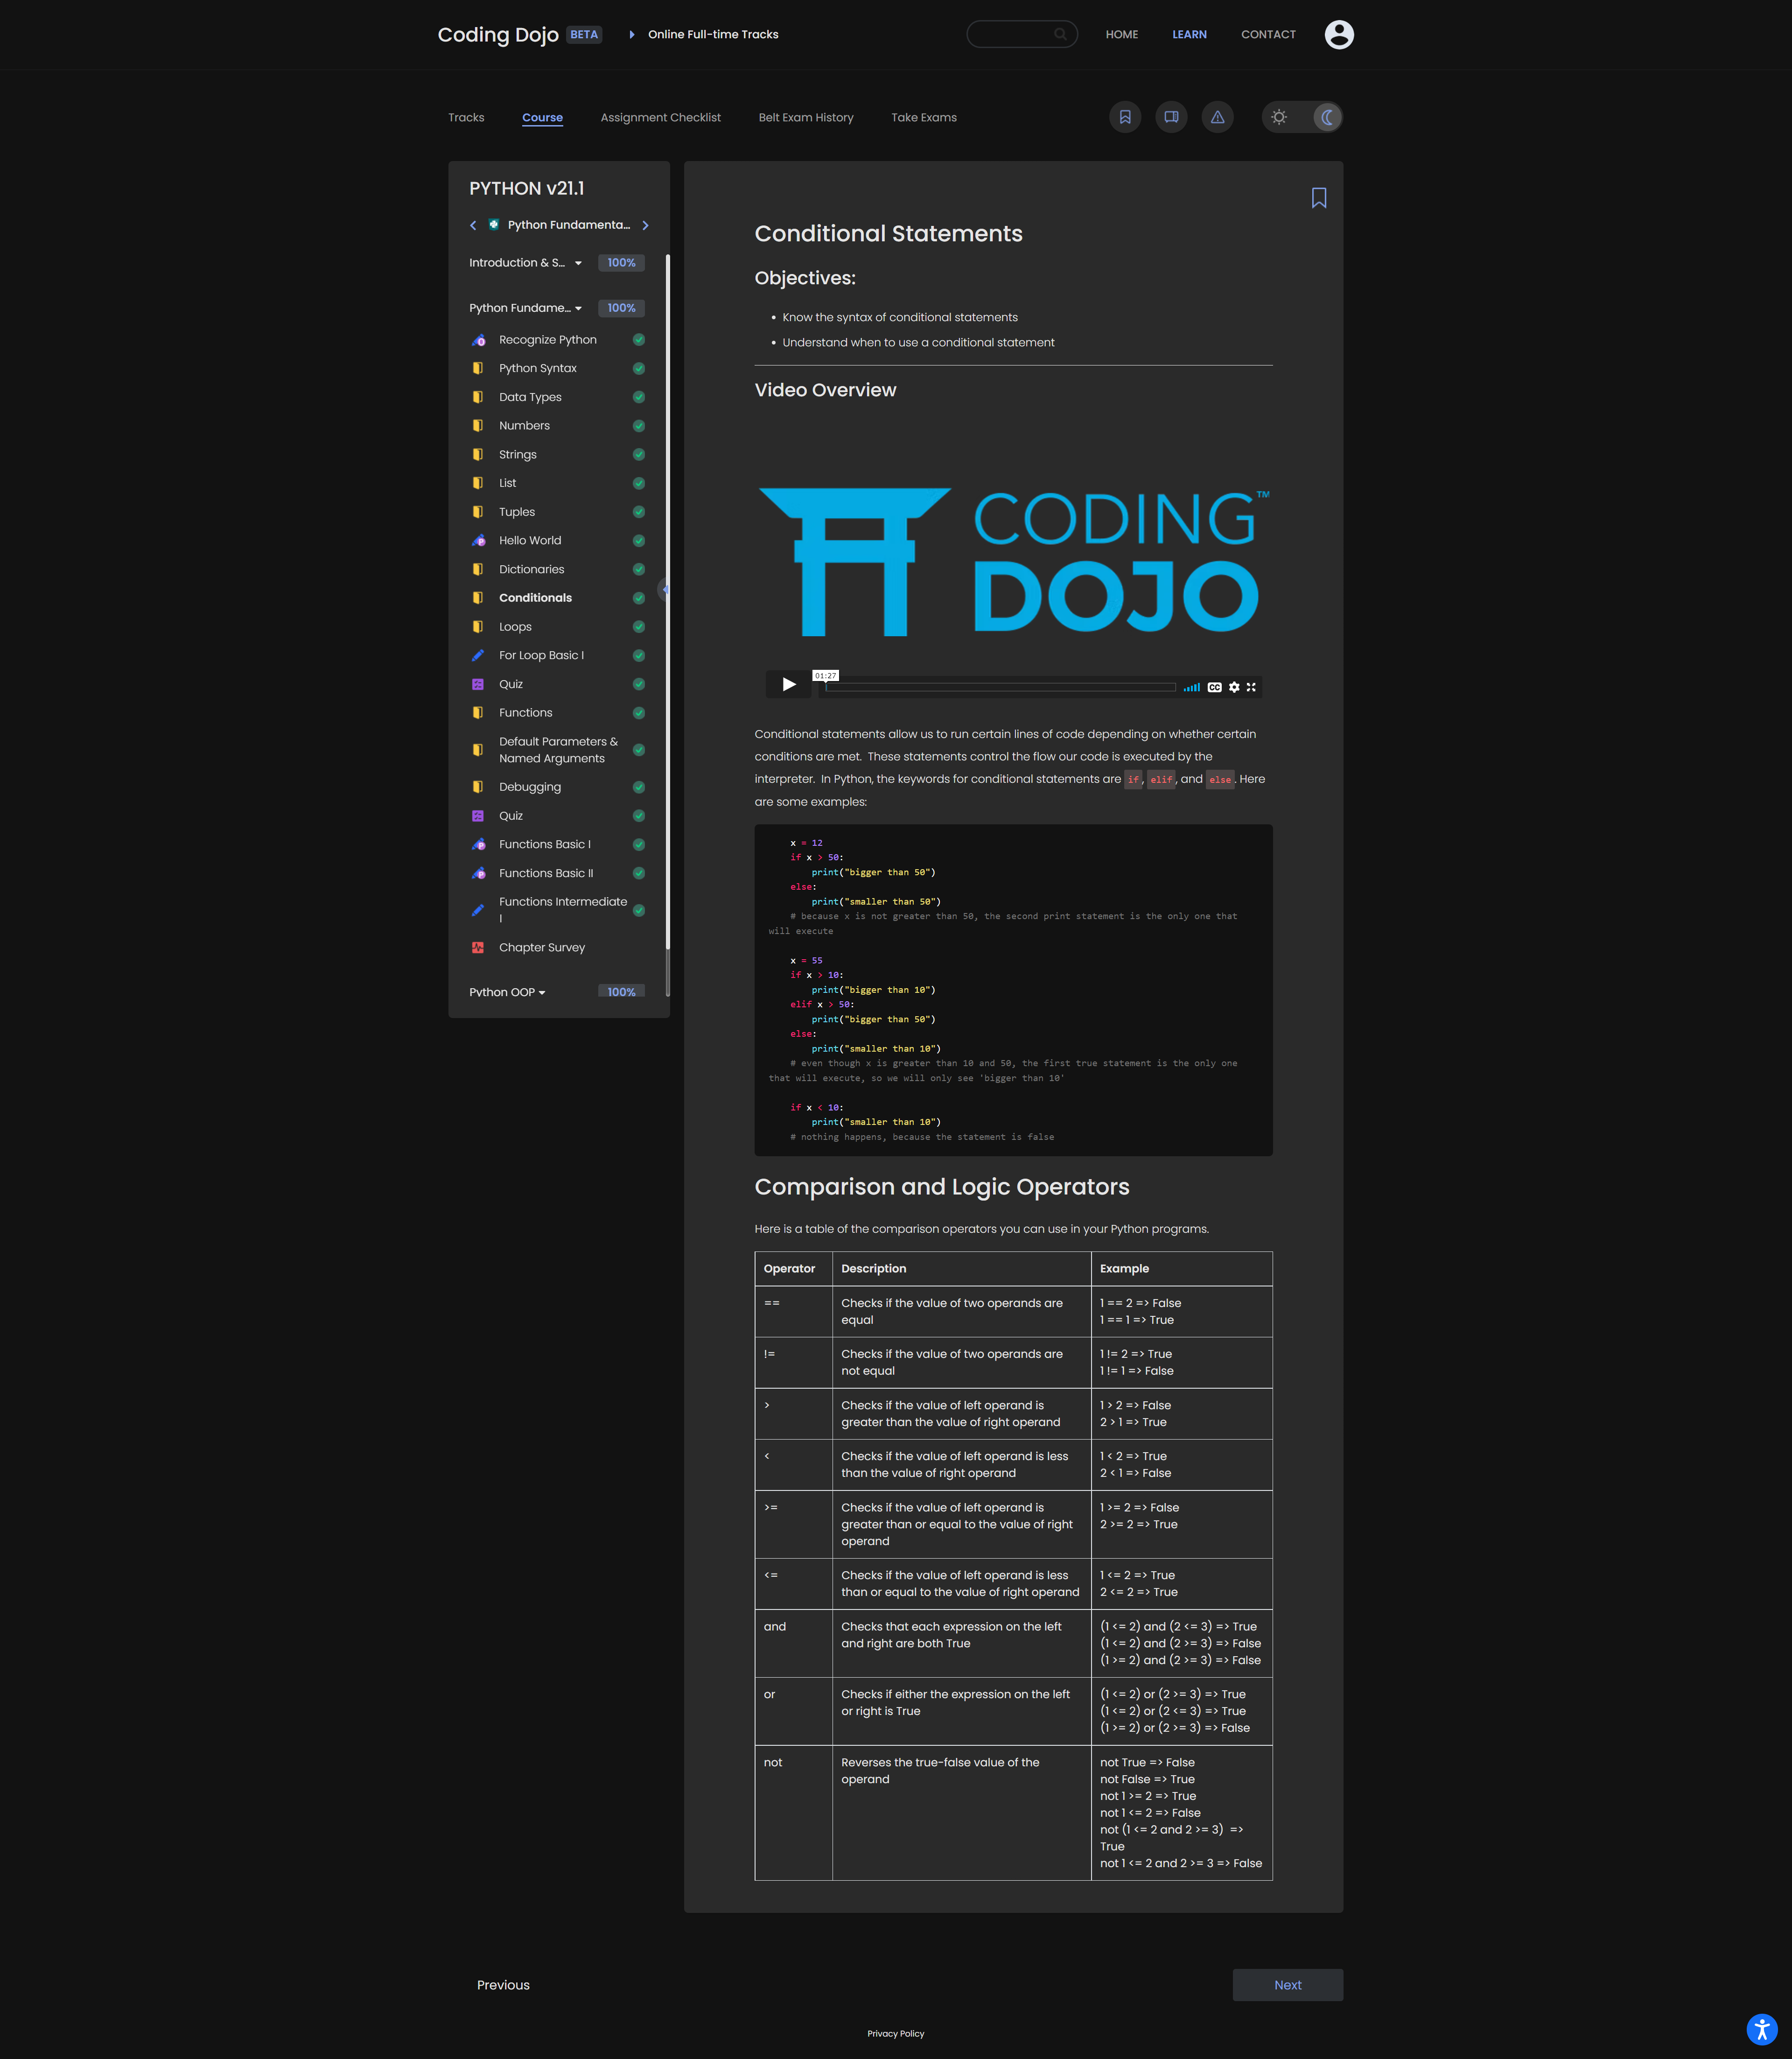 Coding Dojo BETA Online Full-time Tracks HOME LEARN CONTACT
Tracks Course Assignment Checklist Belt Exam History Take Exams
PYTHON v21.1
Python Fundamenta...
Introduction & S... 100%
Python Fundame... 100%
Recognize Python
Python Syntax
Data Types
Numbers
Strings
List
Tuples
Hello World
Dictionaries
Conditionals
Loops
For Loop Basic I
Quiz
Functions
Default Parameters &
Named Arguments
Debugging
Quiz
Functions Basic I
Functions Basic II
Functions Intermediate
I
Chapter Survey
Python OOP 100%
Conditional Statements
Objectives:
• Know the syntax of conditional statements
• Understand when to use a conditional statement
Video Overview
CODING™
DOJO
01:27
CC
Conditional statements allow us to run certain lines of code depending on whether certain
conditions are met.  These statements control the flow our code is executed by the
interpreter.  In Python, the keywords for conditional statements are if, elif, and else. Here
are some examples:
x = 12
if x > 50:
    print("bigger than 50")
else:
    print("smaller than 50")
# because x is not greater than 50, the second print statement is the only one that
will execute
x = 55
if x > 10:
    print("bigger than 10")
elif x > 50:
    print("bigger than 50")
else:
    print("smaller than 10")
# even though x is greater than 10 and 50, the first true statement is the only one
that will execute, so we will only see 'bigger than 10'
if x < 10:
    print("smaller than 10")
# nothing happens, because the statement is false
Comparison and Logic Operators
Here is a table of the comparison operators you can use in your Python programs.
Operator Description Example
== Checks if the value of two operands are 1 == 2 => False
equal 1 == 1 => True
!= Checks if the value of two operands are 1 != 2 => True
not equal 1 != 1 => False
> Checks if the value of left operand is 1 > 2 => False
greater than the value of right operand 2 > 1 => True
< Checks if the value of left operand is less 1 < 2 => True
than the value of right operand 2 < 1 => False
>= Checks if the value of left operand is 1 >= 2 => False
greater than or equal to the value of right 2 >= 2 => True
operand
<= Checks if the value of left operand is less 1 <= 2 => True
than or equal to the value of right operand 2 <= 2 => True
and Checks that each expression on the left (1 <= 2) and (2 <= 3) => True
and right are both True (1 <= 2) and (2 >= 3) => False
(1 >= 2) and (2 >= 3) => False
or Checks if either the expression on the left (1 <= 2) or (2 >= 3) => True
or right is True (1 <= 2) or (2 <= 3) => True
(1 >= 2) or (2 >= 3) => False
not Reverses the true-false value of the not True => False
operand not False => True
not 1 >= 2 => True
not 1 <= 2 => False
not (1 <= 2 and 2 >= 3)  =>
True
not 1 <= 2 and 2 >= 3 => False
Previous Next
Privacy Policy